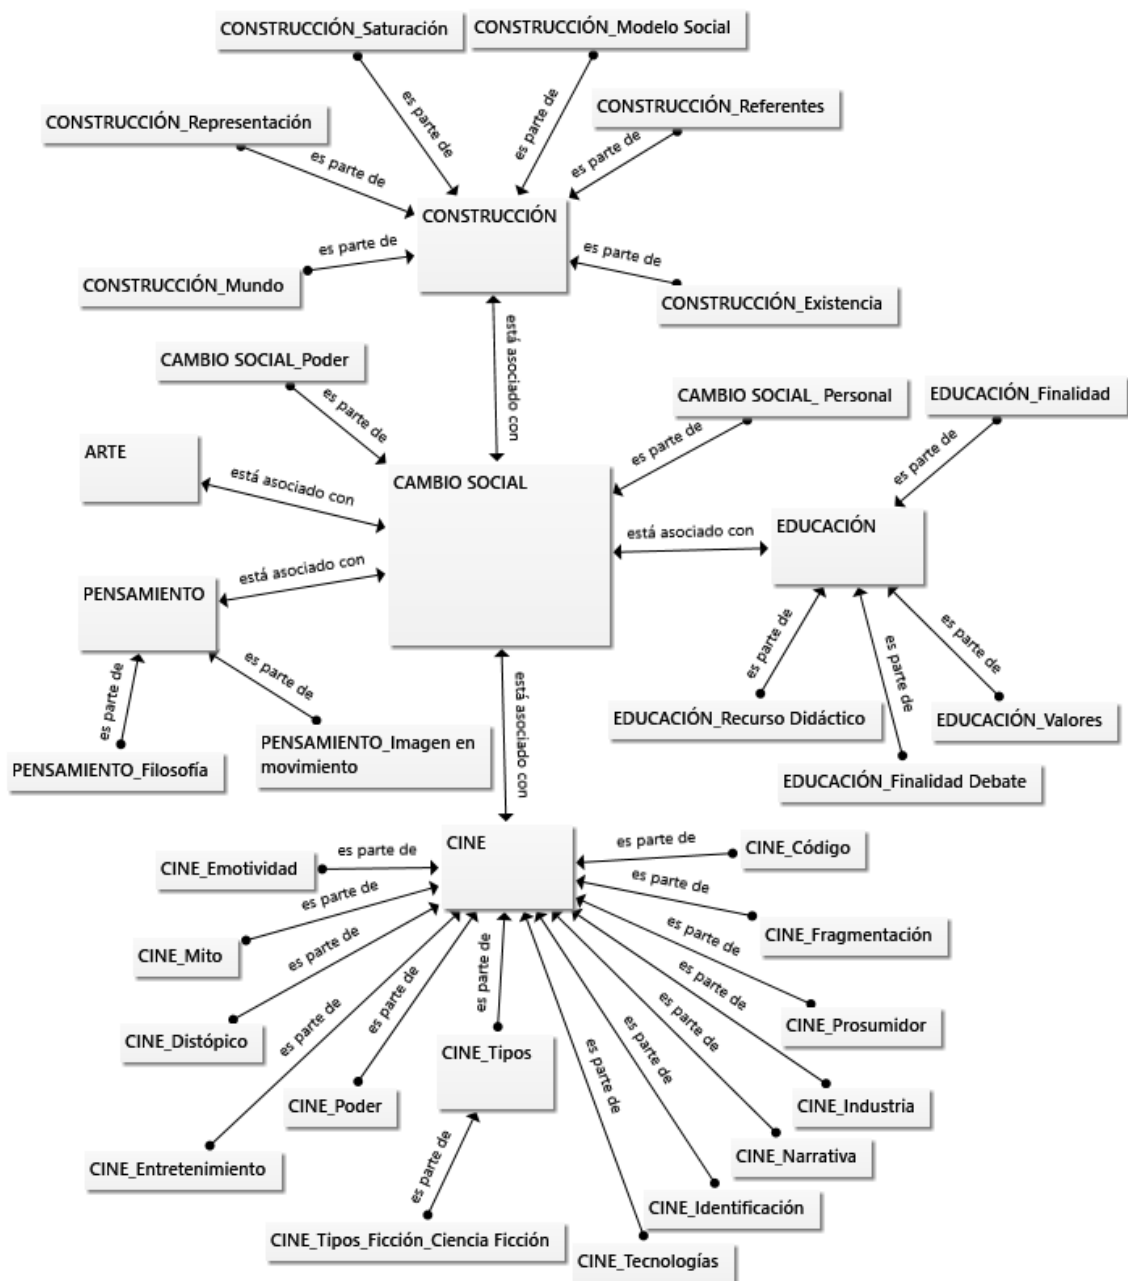 CONSTRUCCIÓN_Saturación
CONSTRUCCIÓN_Modelo Social
CONSTRUCCIÓN_Representación
CONSTRUCCIÓN_Referentes
es parte de
es parte de
es parte de
es parte de
CONSTRUCCIÓN
es parte de
es parte de
CONSTRUCCIÓN_Mundo
CONSTRUCCIÓN_Existencia
está asociado con
CAMBIO SOCIAL_Poder
CAMBIO SOCIAL_ Personal
EDUCACIÓN_Finalidad
es parte de
es parte de
es parte de
ARTE
está asociado con
CAMBIO SOCIAL
está asociado con
EDUCACIÓN
PENSAMIENTO
está asociado con
es parte de
es parte de
es parte de
es parte de
es parte de
está asociado con
EDUCACIÓN_Recurso Didáctico
EDUCACIÓN_Valores
PENSAMIENTO_Filosofía
PENSAMIENTO_Imagen en
movimiento
EDUCACIÓN_Finalidad Debate
CINE
es parte de
es parte de
CINE_Emotividad
CINE_Código
es parte de
es parte de
CINE_Mito
CINE_Fragmentación
es parte de
es parte de
es parte de
CINE_Distópico
CINE_Prosumidor
es parte de
es parte de
es parte de
es parte de
CINE_Tipos
es parte de
es parte de
CINE_Poder
CINE_Industria
CINE_Entretenimiento
CINE_Narrativa
es parte de
CINE_Identificación
CINE_Tipos_Ficción_Ciencia Ficción
CINE_Tecnologías